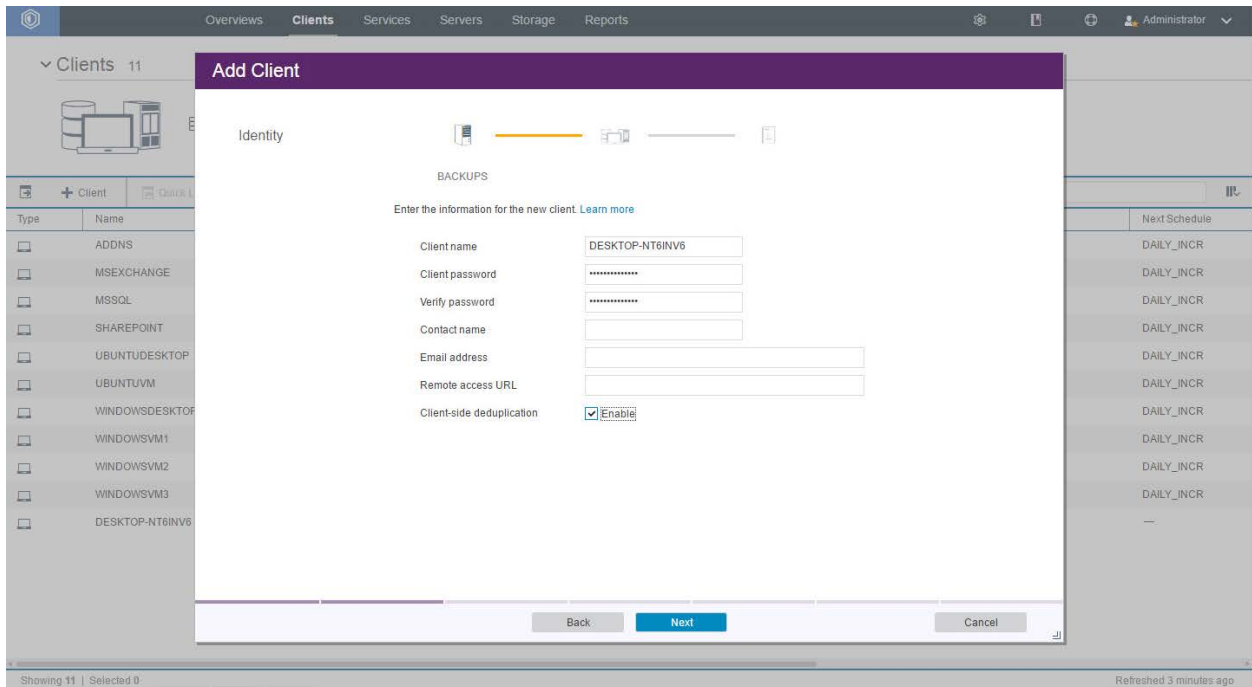 Overviews Clients Services Servers Storage Reports Administrator
Clients 11
Add Client
Identity
BACKUPS
Enter the information for the new client. Learn more
Client name DESKTOP-NT6INV6
Client password ••••••••••••••
Verify password ••••••••••••••
Contact name
Email address
Remote access URL
Client-side deduplication Enable
Back Next Cancel
+ Client Quick L
Type Name Next Schedule
ADDNS DAILY_INCR
MSEXCHANGE DAILY_INCR
MSSQL DAILY_INCR
SHAREPOINT DAILY_INCR
UBUNTUDESKTOP DAILY_INCR
UBUNTUVM DAILY_INCR
WINDOWSDESKTOP DAILY_INCR
WINDOWSVM1 DAILY_INCR
WINDOWSVM2 DAILY_INCR
WINDOWSVM3 DAILY_INCR
DESKTOP-NT6INV6 —
Showing 11 | Selected 0 Refreshed 3 minutes ago